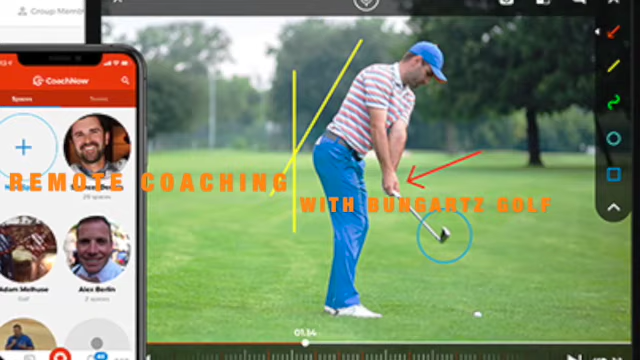 Group Memb
CoachNow
Spaces
Teams
REMOTE COACHING
WITH BUNGARTZ GOLF
29 spaces
Adam Melhuse
Golf
Alex Berlin
2 spaces
01.14